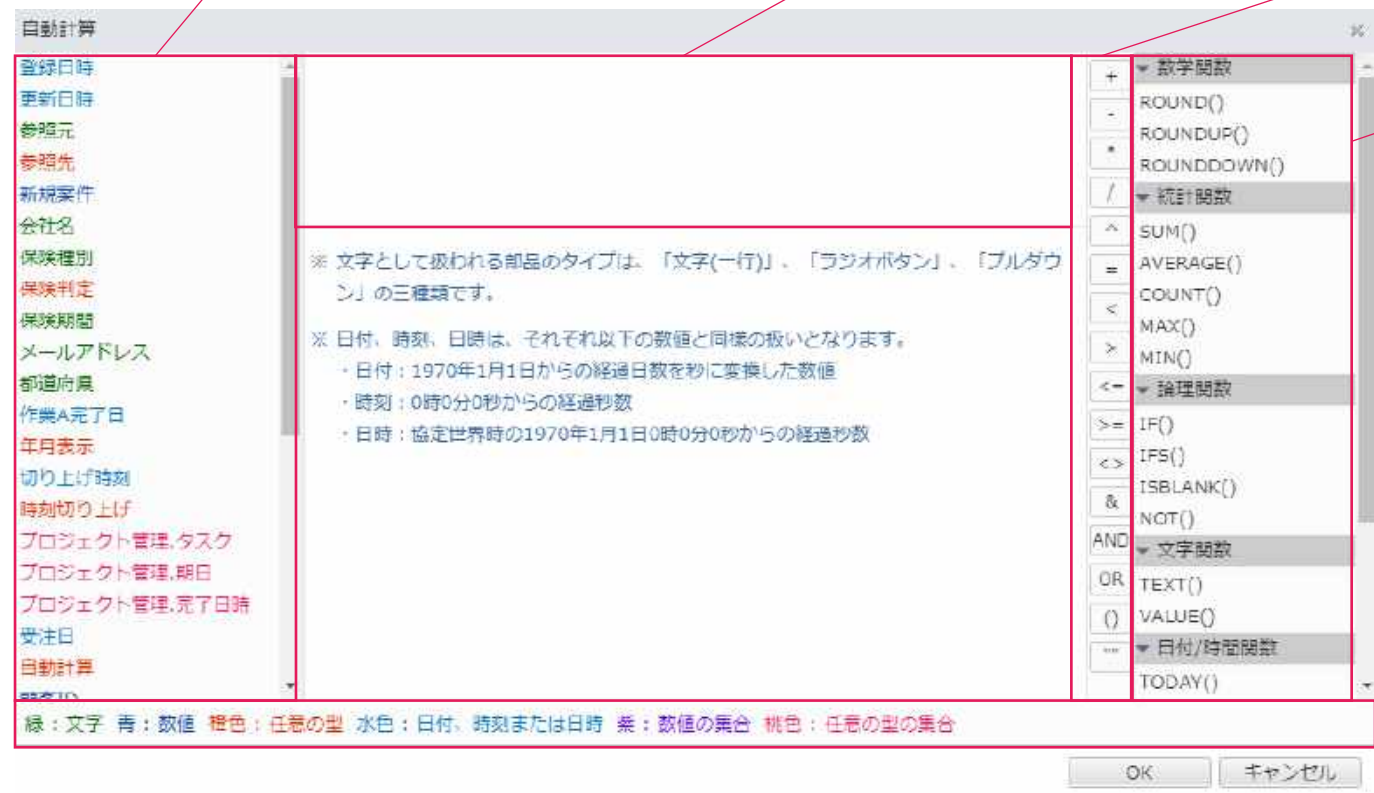 自動計算
登録日時
更新日時
参照元
参照先
新規案件
会社名
保険種別
保険判定
保険期間
メールアドレス
都道府県
作業A完了日
年月表示
切り上げ時刻
時刻切り上げ
プロジェクト管理.タスク
プロジェクト管理.期日
プロジェクト管理.完了日時
受注日
自動計算
※ 文字として扱われる部品のタイプは、「文字(一行)」、「ラジオボタン」、「プルダウ
ン」の三種類です。
※ 日付、時刻、日時は、それぞれ以下の数値と同様の扱いとなります。
・日付：1970年1月1日からの経過日数を秒に変換した数値
・時刻：0時0分0秒からの経過秒数
・日時：協定世界時の1970年1月1日0時0分0秒からの経過秒数
+
-
*
/
^
=
<
>
<=
>=
<>
&
AND
OR
()
""
数学関数
ROUND()
ROUNDUP()
ROUNDDOWN()
統計関数
SUM()
AVERAGE()
COUNT()
MAX()
MIN()
論理関数
IF()
IFS()
ISBLANK()
NOT()
文字関数
TEXT()
VALUE()
日付/時間関数
TODAY()
緑：文字 青：数値 橙色：任意の型 水色：日付、時刻または日時 紫：数値の集合 桃色：任意の型の集合
OK キャンセル